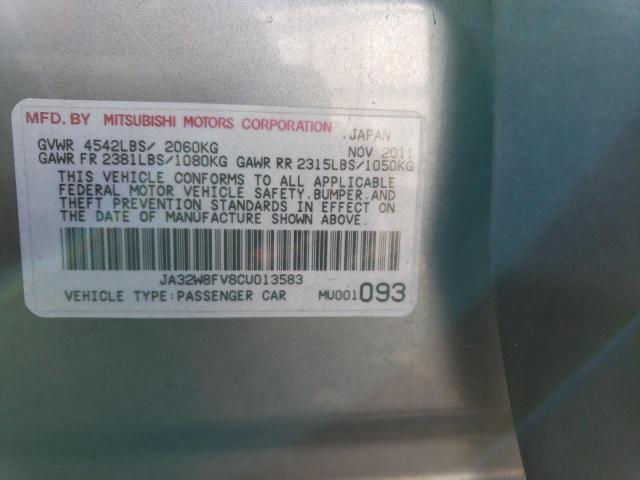 MFD. BY MITSUBISHI MOTORS CORPORATION
JAPAN
GVWR 4542LBS/ 2060KG NOV 2011
GAWR FR 2381LBS/1080KG GAWR RR 2315LBS/1050KG
THIS VEHICLE CONFORMS TO ALL APPLICABLE
FEDERAL MOTOR VEHICLE SAFETY, BUMPER, AND
THEFT PREVENTION STANDARDS IN EFFECT ON
THE DATE OF MANUFACTURE SHOWN ABOVE.
JA32W8FV8CU013583
VEHICLE TYPE:PASSENGER CAR MU001093